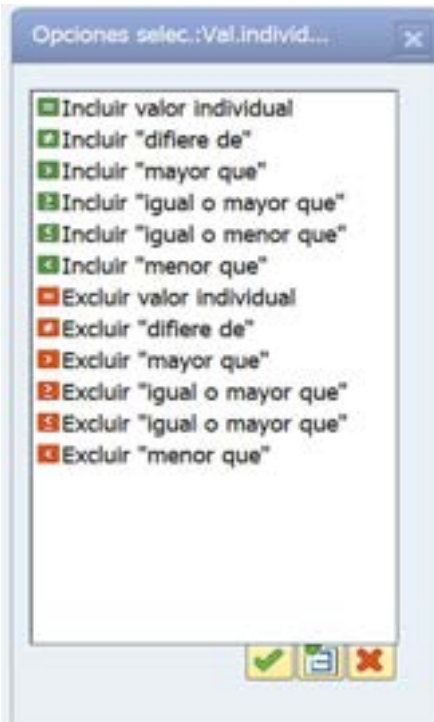 Opciones selec.:Val.individ...
= Incluir valor individual
≠ Incluir "difiere de"
> Incluir "mayor que"
≥ Incluir "igual o mayor que"
≤ Incluir "igual o menor que"
< Incluir "menor que"
= Excluir valor individual
≠ Excluir "difiere de"
> Excluir "mayor que"
≥ Excluir "igual o mayor que"
≤ Excluir "igual o mayor que"
< Excluir "menor que"